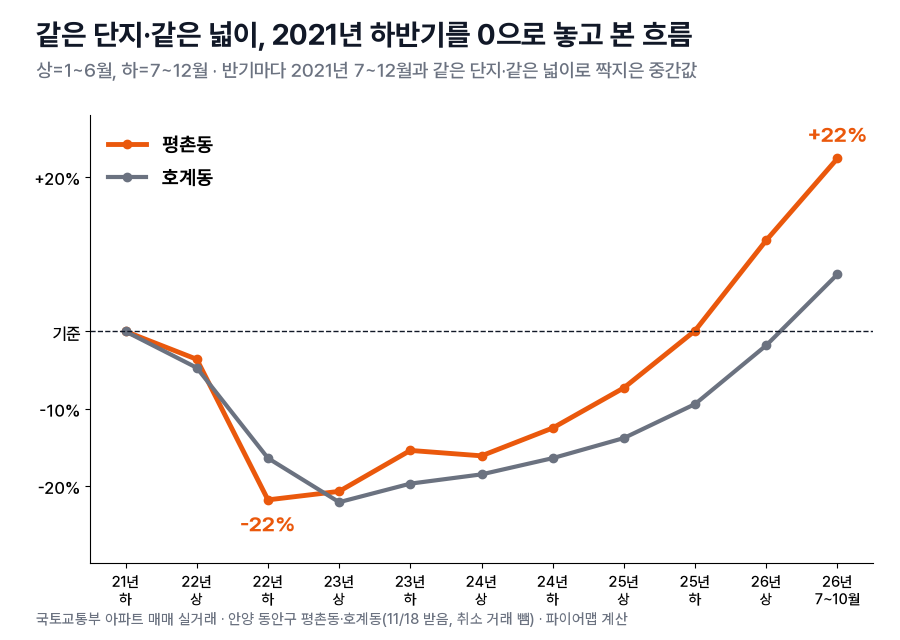 같은 단지·같은 넓이, 2021년 하반기를 0으로 놓고 본 흐름
상=1~6월, 하=7~12월 · 반기마다 2021년 7~12월과 같은 단지·같은 넓이로 짝지은 중간값
평촌동
호계동
+22%
+20%
기준
-10%
-20%
-22%
21년 하
22년 상
22년 하
23년 상
23년 하
24년 상
24년 하
25년 상
25년 하
26년 상
26년 7~10월
국토교통부 아파트 매매 실거래 · 안양 동안구 평촌동·호계동(11/18 받음, 취소 거래 뺌) · 파이어맵 계산